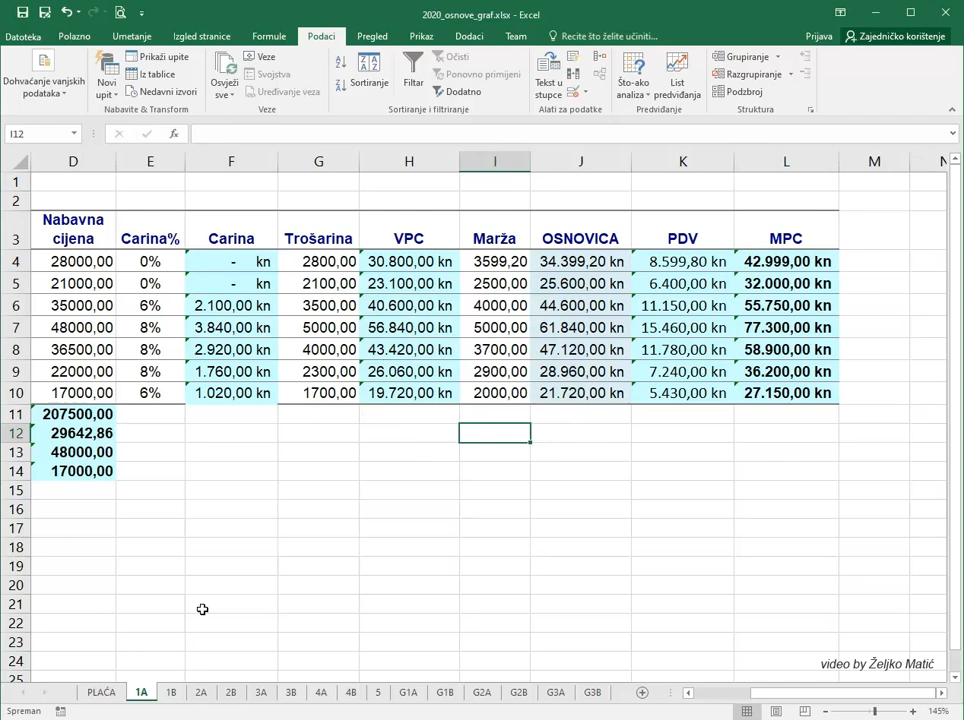 2020_osnove_graf.xlsx - Excel
Datoteka Polazno Umetanje Izgled stranice Formule Podaci Pregled Prikaz Dodaci Team Recite što želite učiniti... Prijava Zajedničko korištenje
Dohvaćanje vanjskih podataka
Novi upit
Prikaži upite
Iz tablice
Nedavni izvori
Nabavite & Transform
Osvježi sve
Veze
Svojstva
Uređivanje veza
Veze
Sortiranje
Filtar
Očisti
Ponovno primijeni
Dodatno
Sortiranje i filtriranje
Tekst u stupce
Alati za podatke
Što-ako analiza
List predviđanja
Predviđanje
Grupiranje
Razgrupiranje
Podzbroj
Struktura
I12 fx
D E F G H I J K L M N
1
2
3 Nabavna cijena Carina% Carina Trošarina VPC Marža OSNOVICA PDV MPC
4 28000,00 0% - kn 2800,00 30.800,00 kn 3599,20 34.399,20 kn 8.599,80 kn 42.999,00 kn
5 21000,00 0% - kn 2100,00 23.100,00 kn 2500,00 25.600,00 kn 6.400,00 kn 32.000,00 kn
6 35000,00 6% 2.100,00 kn 3500,00 40.600,00 kn 4000,00 44.600,00 kn 11.150,00 kn 55.750,00 kn
7 48000,00 8% 3.840,00 kn 5000,00 56.840,00 kn 5000,00 61.840,00 kn 15.460,00 kn 77.300,00 kn
8 36500,00 8% 2.920,00 kn 4000,00 43.420,00 kn 3700,00 47.120,00 kn 11.780,00 kn 58.900,00 kn
9 22000,00 8% 1.760,00 kn 2300,00 26.060,00 kn 2900,00 28.960,00 kn 7.240,00 kn 36.200,00 kn
10 17000,00 6% 1.020,00 kn 1700,00 19.720,00 kn 2000,00 21.720,00 kn 5.430,00 kn 27.150,00 kn
11 207500,00
12 29642,86
13 48000,00
14 17000,00
15
16
17
18
19
20
21
22
23
24
25
video by Željko Matić
PLAĆA 1A 1B 2A 2B 3A 3B 4A 4B 5 G1A G1B G2A G2B G3A G3B
Spreman 145%